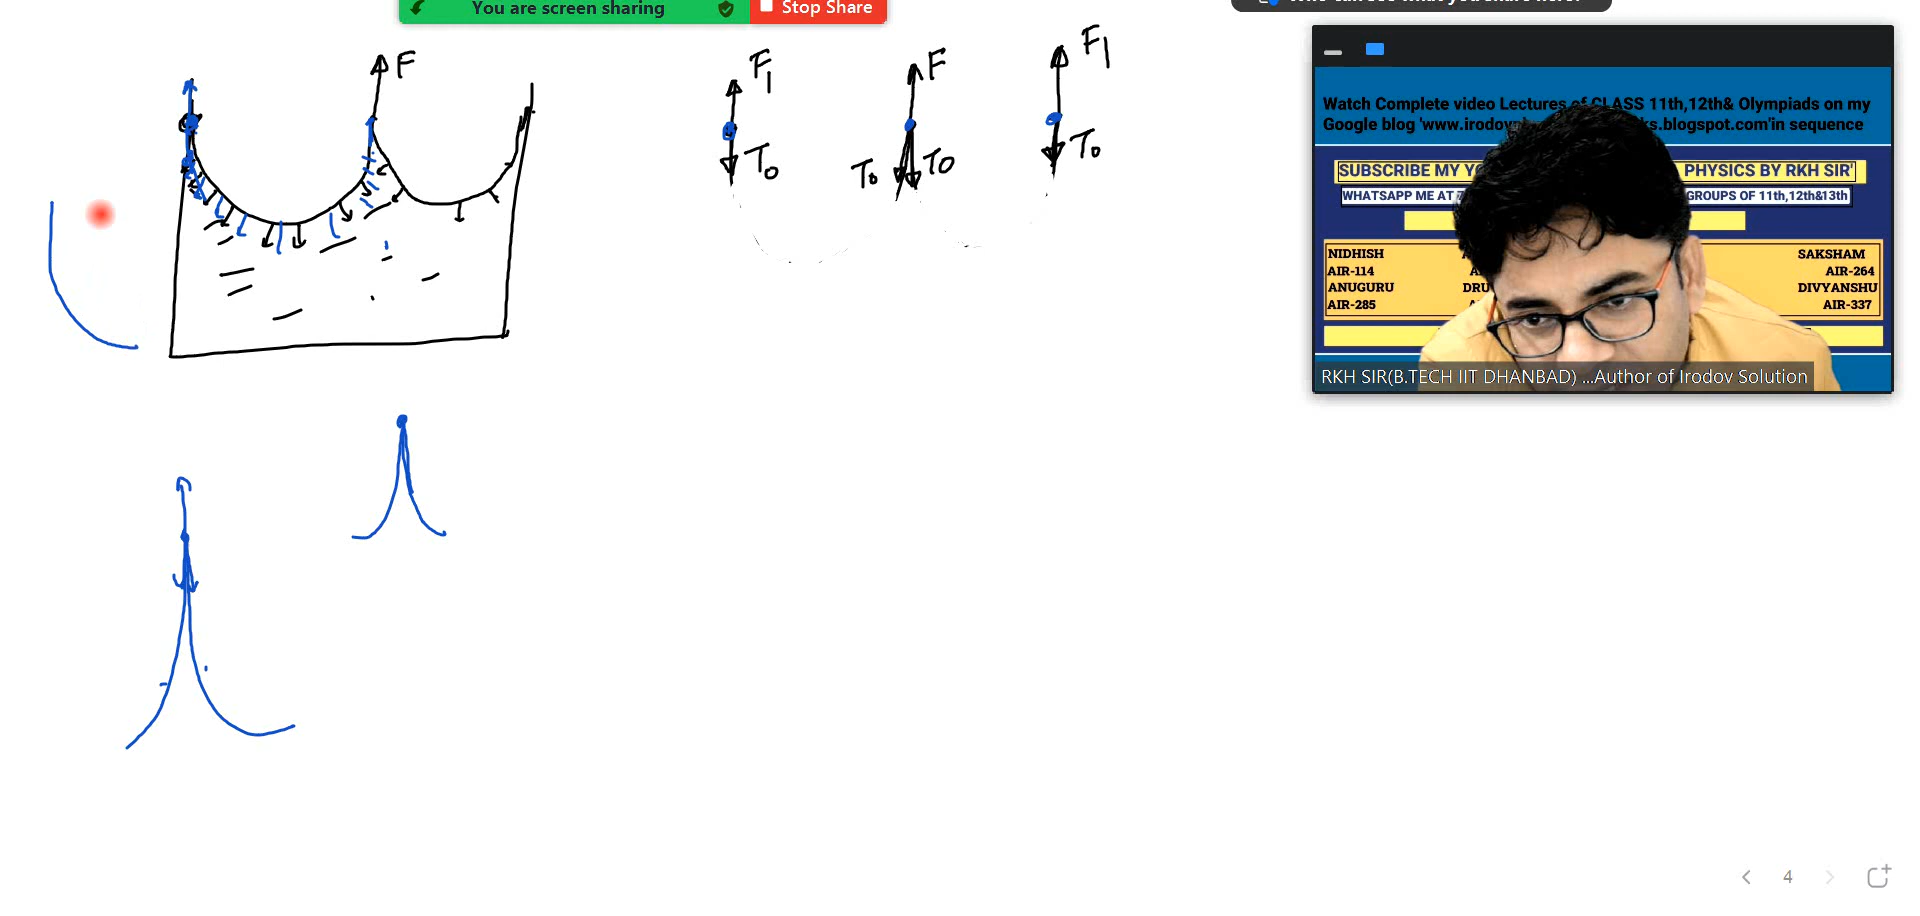 You are screen sharing
Stop Share
F
F1
T0
F
T0
T0
F1
T0
Watch Complete video Lectures of CLASS 11th,12th& Olympiads on my
Google blog 'www.irodov ks.blogspot.com'in sequence
SUBSCRIBE MY PHYSICS BY RKH SIR'
WHATSAPP ME AT GROUPS OF 11th,12th&13th
NIDHISH SAKSHAM
AIR-114 AIR-264
ANUGURU DRU DIVYANSHU
AIR-285 AIR-337
RKH SIR(B.TECH IIT DHANBAD) ...Author of Irodov Solution
4